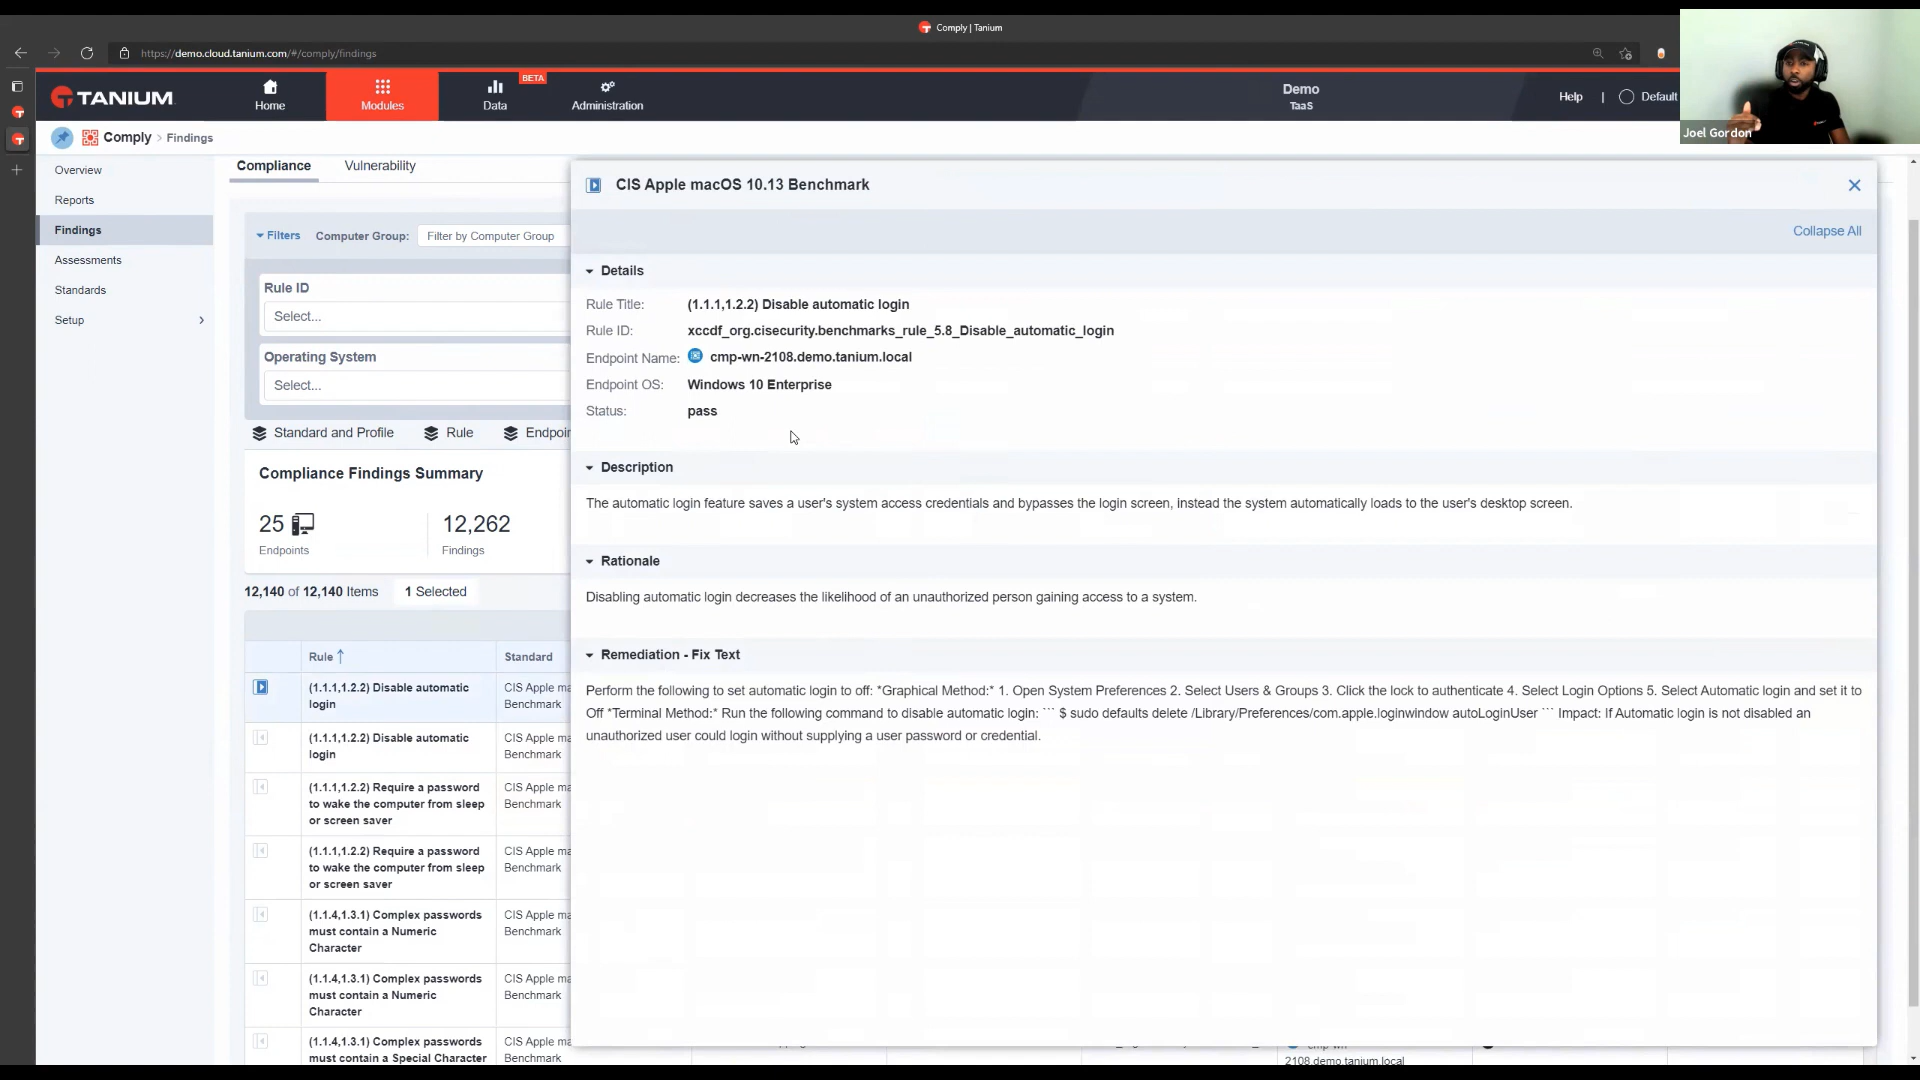 Comply | Tanium
https://demo.cloud.tanium.com/#/comply/findings
TANIUM
Home
Modules
Data
BETA
Administration
Demo
TaaS
Help
|
Default
Joel Gordon
Comply > Findings
Overview
Reports
Findings
Assessments
Standards
Setup
Compliance
Vulnerability
Filters
Computer Group:
Filter by Computer Group
Rule ID
Select...
Operating System
Select...
Standard and Profile
Rule
Endpoin
Compliance Findings Summary
25
Endpoints
12,262
Findings
12,140 of 12,140 Items
1 Selected
Rule
Standard
(1.1.1,1.2.2) Disable automatic
login
CIS Apple ma
Benchmark
(1.1.1,1.2.2) Disable automatic
login
CIS Apple ma
Benchmark
(1.1.1,1.2.2) Require a password
to wake the computer from sleep
or screen saver
CIS Apple ma
Benchmark
(1.1.1,1.2.2) Require a password
to wake the computer from sleep
or screen saver
CIS Apple ma
Benchmark
(1.1.4,1.3.1) Complex passwords
must contain a Numeric
Character
CIS Apple ma
Benchmark
(1.1.4,1.3.1) Complex passwords
must contain a Numeric
Character
CIS Apple ma
Benchmark
(1.1.4,1.3.1) Complex passwords
must contain a Special Character
CIS Apple ma
Benchmark
CIS Apple macOS 10.13 Benchmark
Collapse All
Details
Rule Title: (1.1.1,1.2.2) Disable automatic login
Rule ID: xccdf_org.cisecurity.benchmarks_rule_5.8_Disable_automatic_login
Endpoint Name: cmp-wn-2108.demo.tanium.local
Endpoint OS: Windows 10 Enterprise
Status: pass
Description
The automatic login feature saves a user's system access credentials and bypasses the login screen, instead the system automatically loads to the user's desktop screen.
Rationale
Disabling automatic login decreases the likelihood of an unauthorized person gaining access to a system.
Remediation - Fix Text
Perform the following to set automatic login to off: *Graphical Method:* 1. Open System Preferences 2. Select Users & Groups 3. Click the lock to authenticate 4. Select Login Options 5. Select Automatic login and set it to
Off *Terminal Method:* Run the following command to disable automatic login: ``` $ sudo defaults delete /Library/Preferences/com.apple.loginwindow autoLoginUser ``` Impact: If Automatic login is not disabled an
unauthorized user could login without supplying a user password or credential.
2108.demo.tanium.local